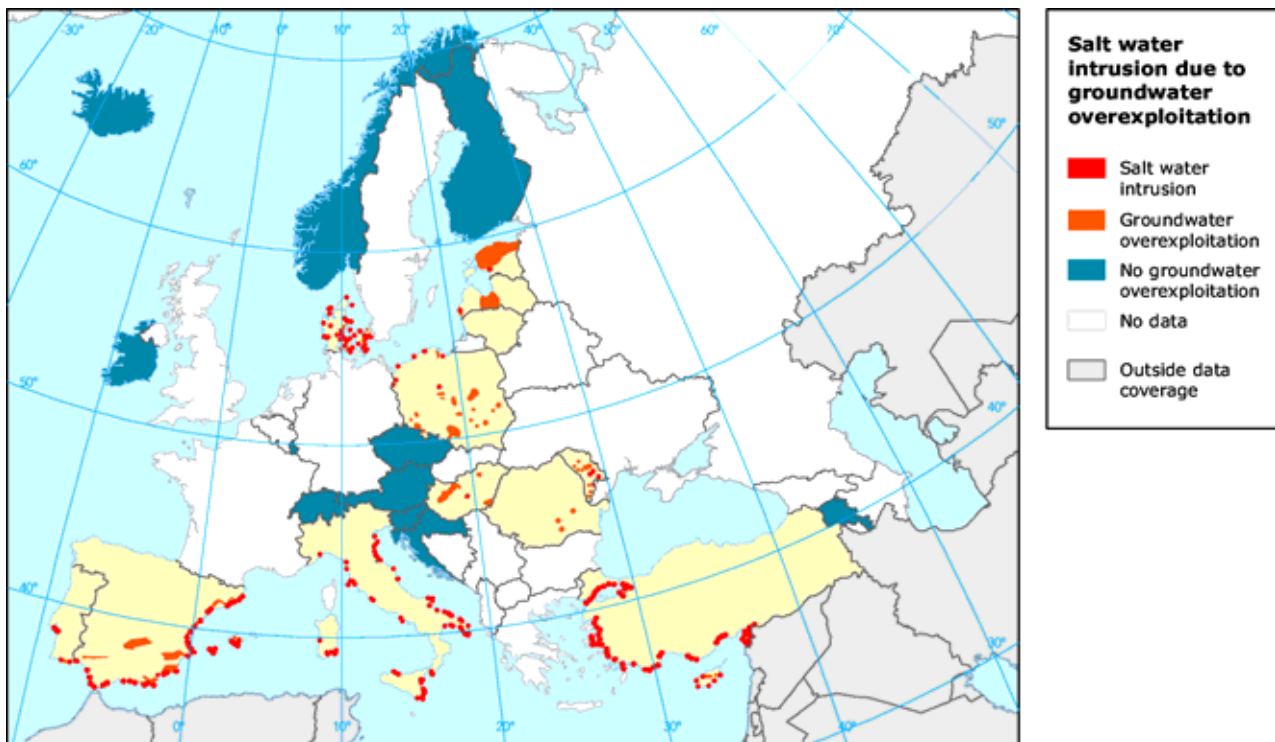 -30°
-20°
-10°
0°
10°
20°
30°
60°
70°
50°
60°
50°
40°
40°
30°
0°
10°
20°
30°
40°
Salt water
intrusion due to
groundwater
overexploitation
Salt water
intrusion
Groundwater
overexploitation
No groundwater
overexploitation
No data
Outside data
coverage